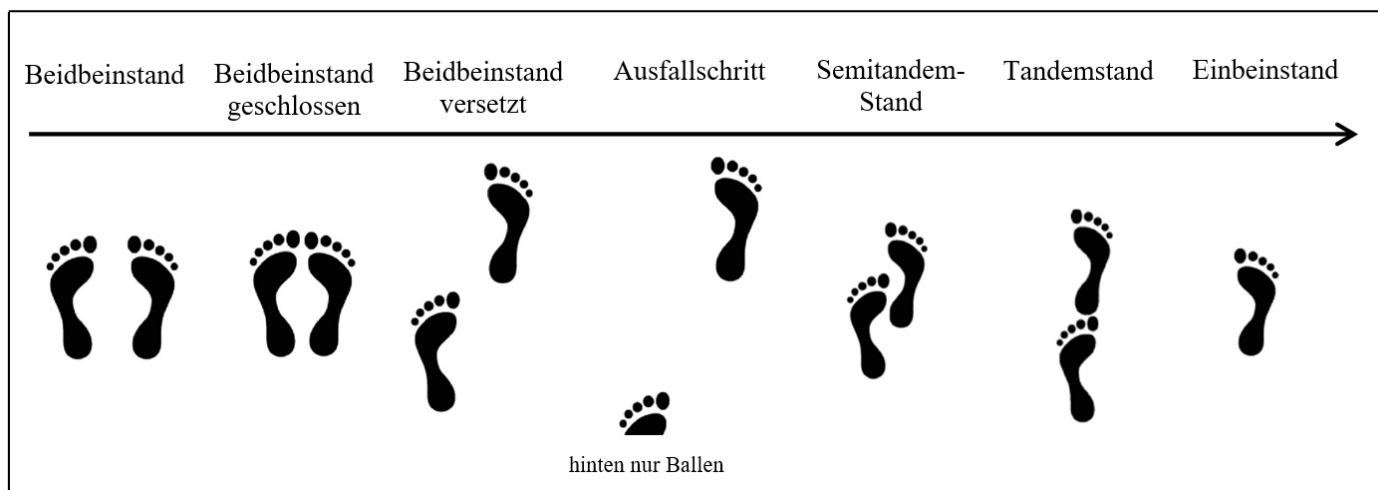 Beidbeinstand
Beidbeinstand
geschlossen
Beidbeinstand
versetzt
Ausfallschritt
Semitandem-
Stand
Tandemstand
Einbeinstand
hinten nur Ballen